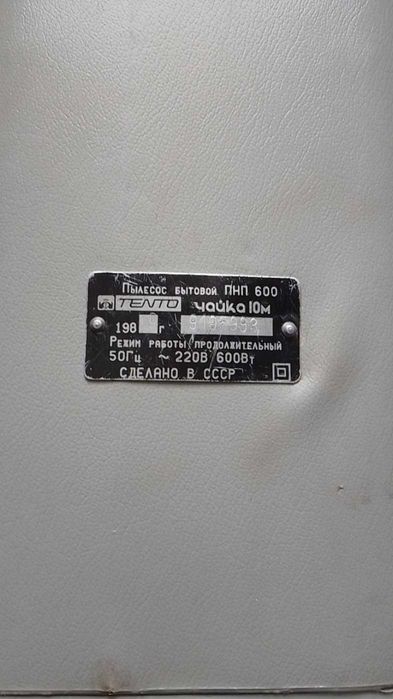 Пылесос бытовой ПНП 600
TENTO чайка 10м
198 г
Режим работы продолжительный
50Гц ~ 220В 600Вт
СДЕЛАНО В СССР